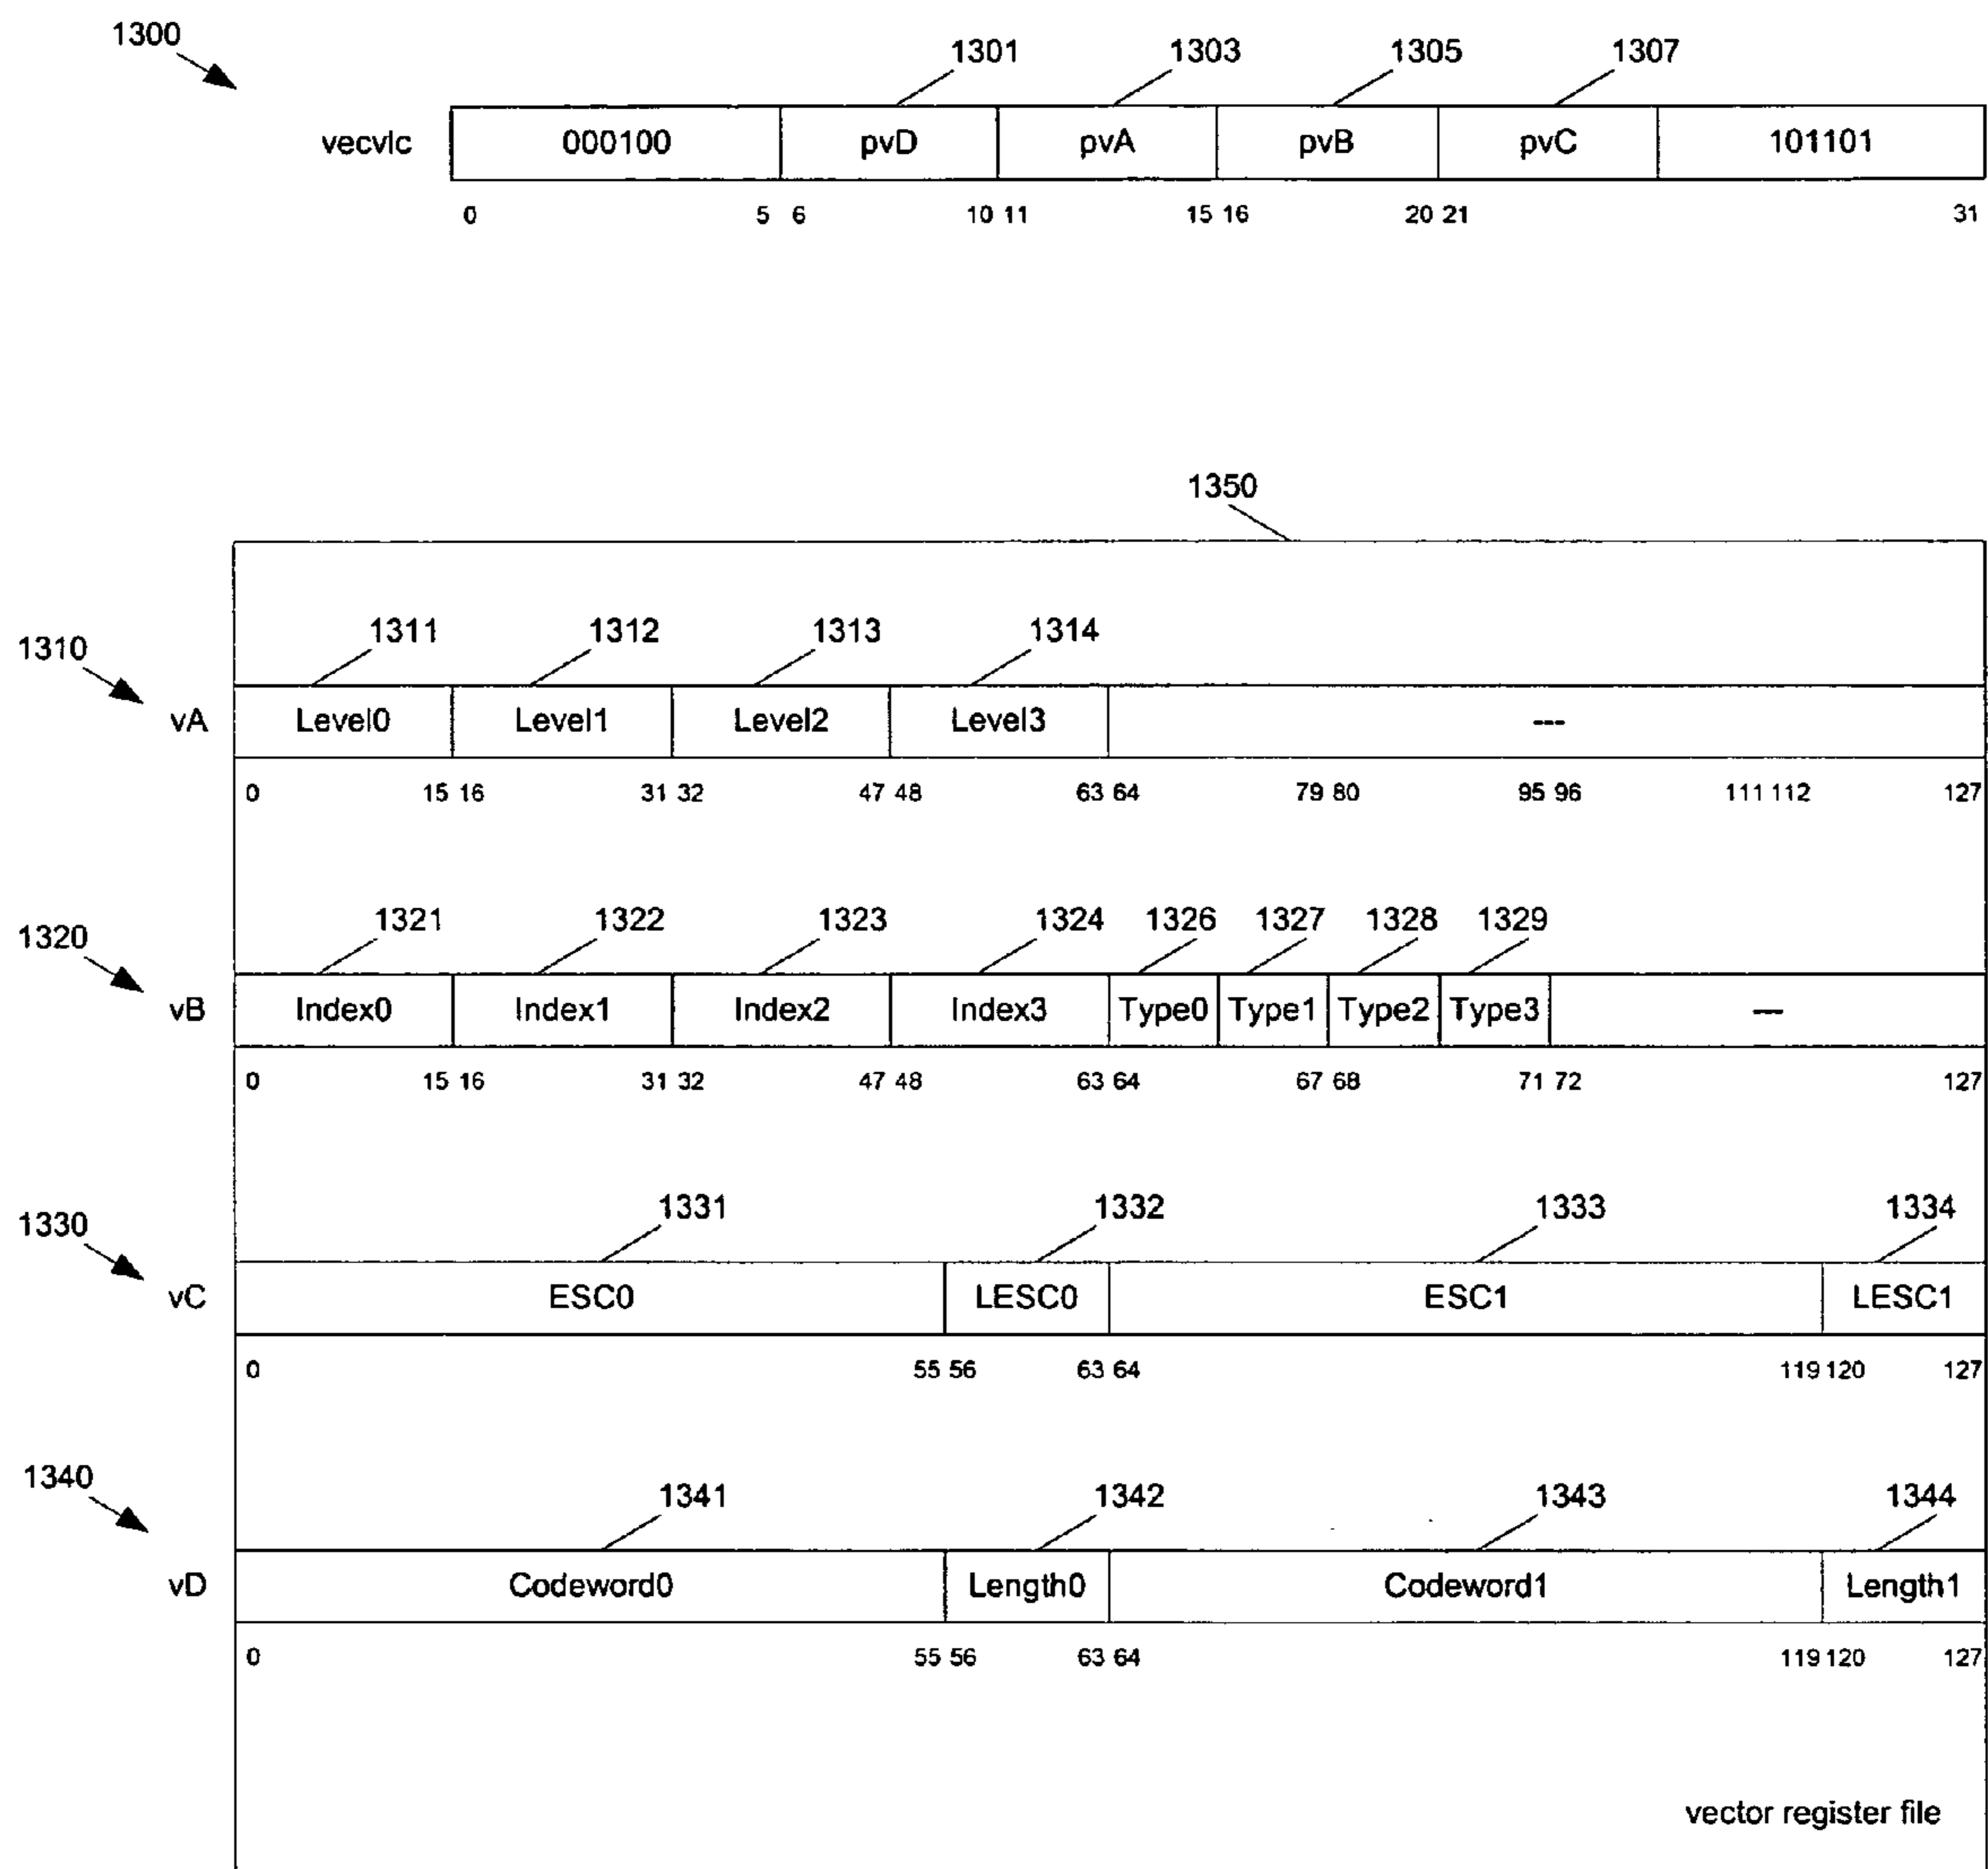 1300
1301 1303 1305 1307
vecvlc 000100 pvD pvA pvB pvC 101101
0 5 6 10 11 15 16 20 21 31
1350
1310 1311 1312 1313 1314
vA Level0 Level1 Level2 Level3 ---
0 15 16 31 32 47 48 63 64 79 80 95 96 111 112 127
1320 1321 1322 1323 1324 1326 1327 1328 1329
vB Index0 Index1 Index2 Index3 Type0 Type1 Type2 Type3 ---
0 15 16 31 32 47 48 63 64 67 68 71 72 127
1330 1331 1332 1333 1334
vC ESC0 LESC0 ESC1 LESC1
0 55 56 63 64 119 120 127
1340 1341 1342 1343 1344
vD Codeword0 Length0 Codeword1 Length1
0 55 56 63 64 119 120 127
vector register file